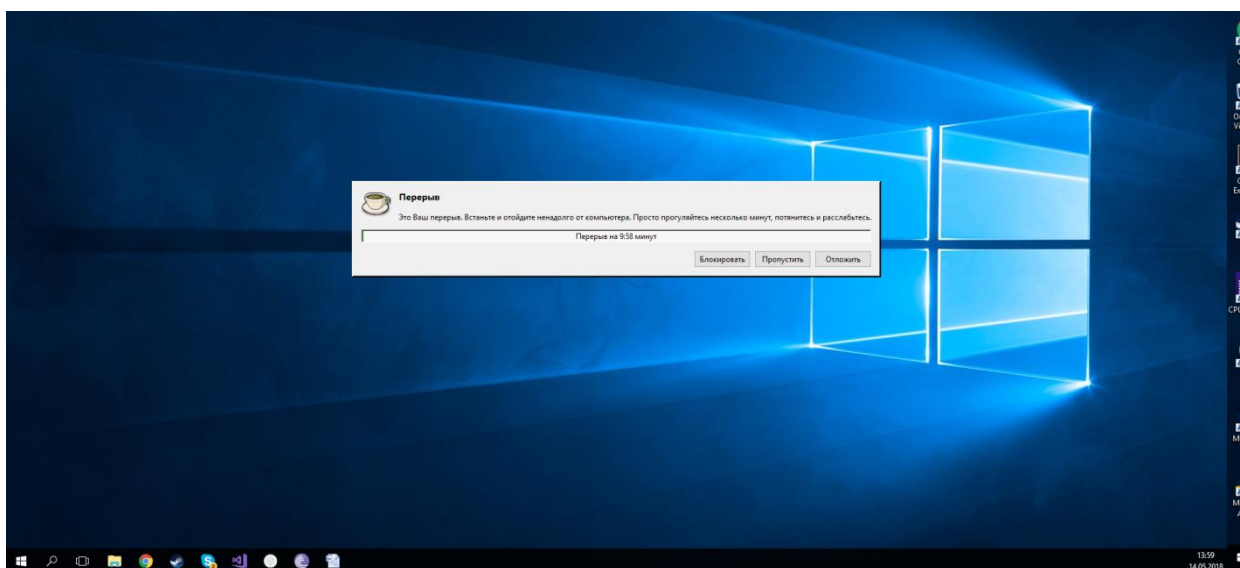 Перерыв
Это Ваш перерыв. Встаньте и отойдите ненадолго от компьютера. Просто прогуляйтесь несколько минут, потянитесь и расслабьтесь.
Перерыв на 9:58 минут
Блокировать Пропустить Отложить
CPU
13:59
14.05.2018